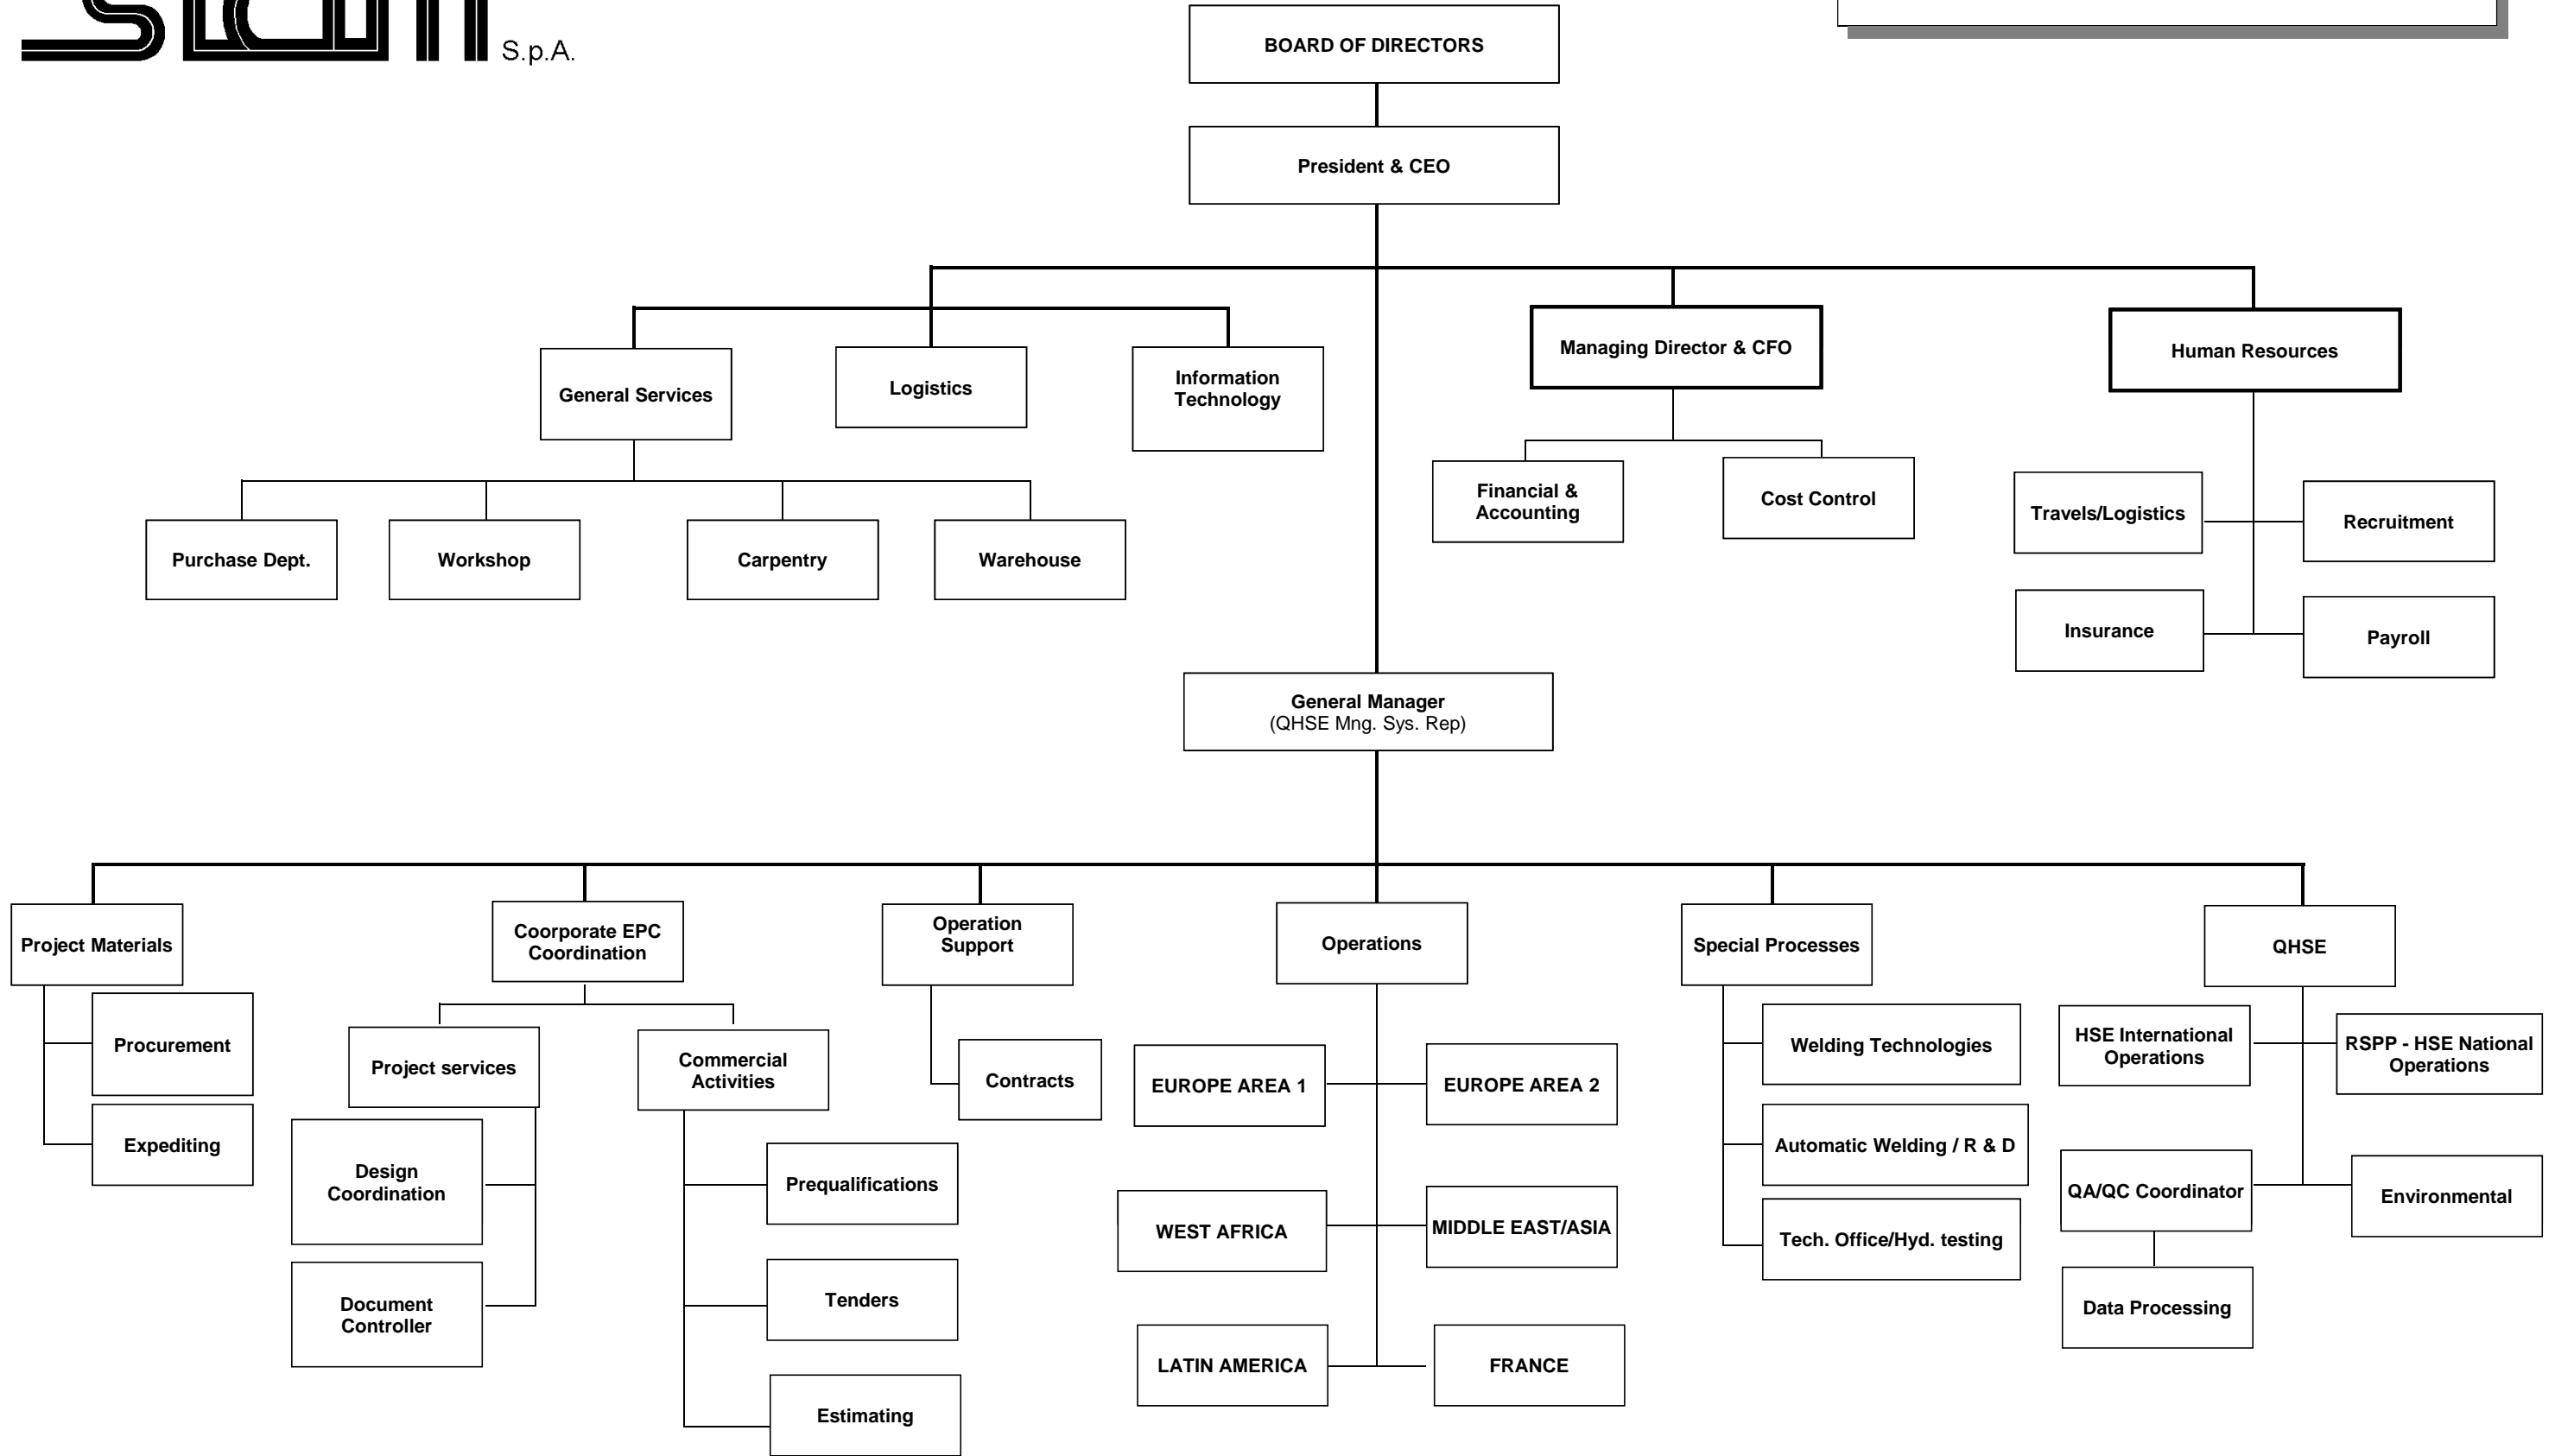 S.p.A.
BOARD OF DIRECTORS
President & CEO
General Services
Logistics
Information
Technology
Managing Director & CFO
Human Resources
Purchase Dept.
Workshop
Carpentry
Warehouse
Financial &
Accounting
Cost Control
Travels/Logistics
Recruitment
Insurance
Payroll
General Manager
(QHSE Mng. Sys. Rep)
Project Materials
Coorporate EPC
Coordination
Operation
Support
Operations
Special Processes
QHSE
Procurement
Expediting
Project services
Commercial
Activities
Design
Coordination
Document
Controller
Prequalifications
Tenders
Estimating
Contracts
EUROPE AREA 1
EUROPE AREA 2
WEST AFRICA
MIDDLE EAST/ASIA
LATIN AMERICA
FRANCE
Welding Technologies
Automatic Welding / R & D
Tech. Office/Hyd. testing
HSE International
Operations
RSPP - HSE National
Operations
QA/QC Coordinator
Environmental
Data Processing